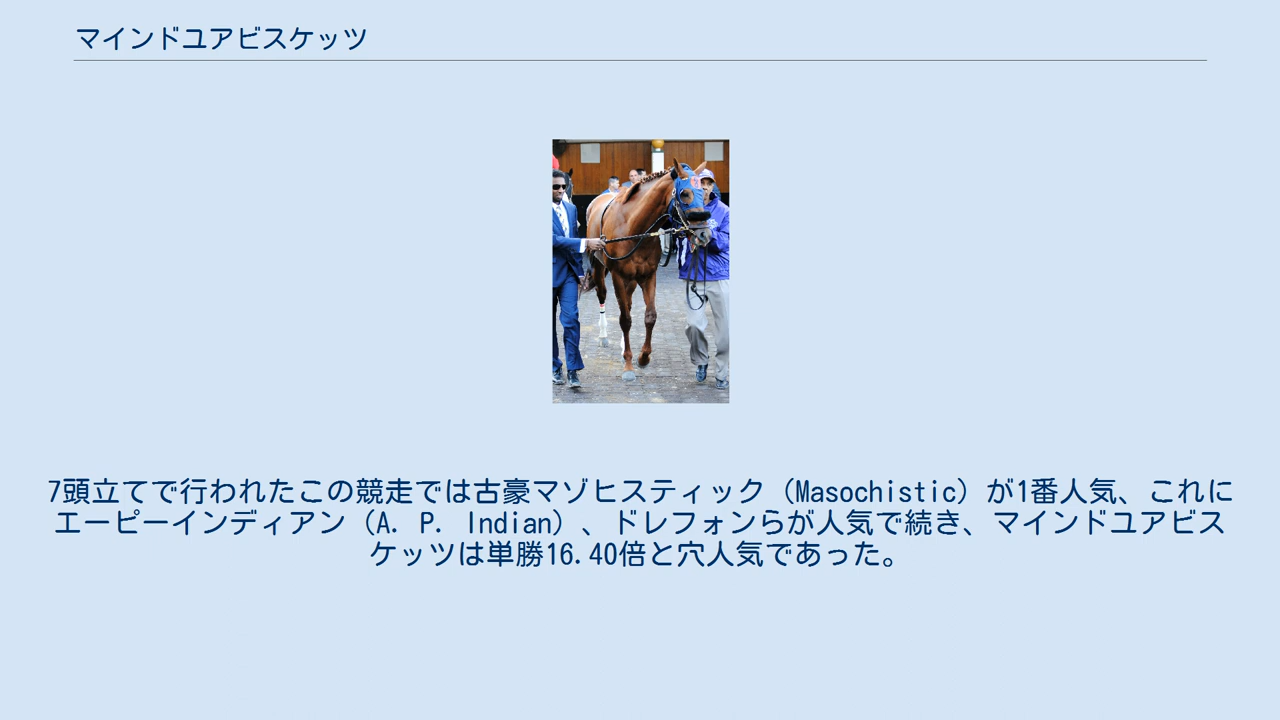 マインドユアビスケッツ
7頭立てで行われたこの競走では古豪マゾヒスティック（Masochistic）が1番人気、これに
エーピーインディアン（A. P. Indian）、ドレフォンらが人気で続き、マインドユアビス
ケッツは単勝16.40倍と穴人気であった。